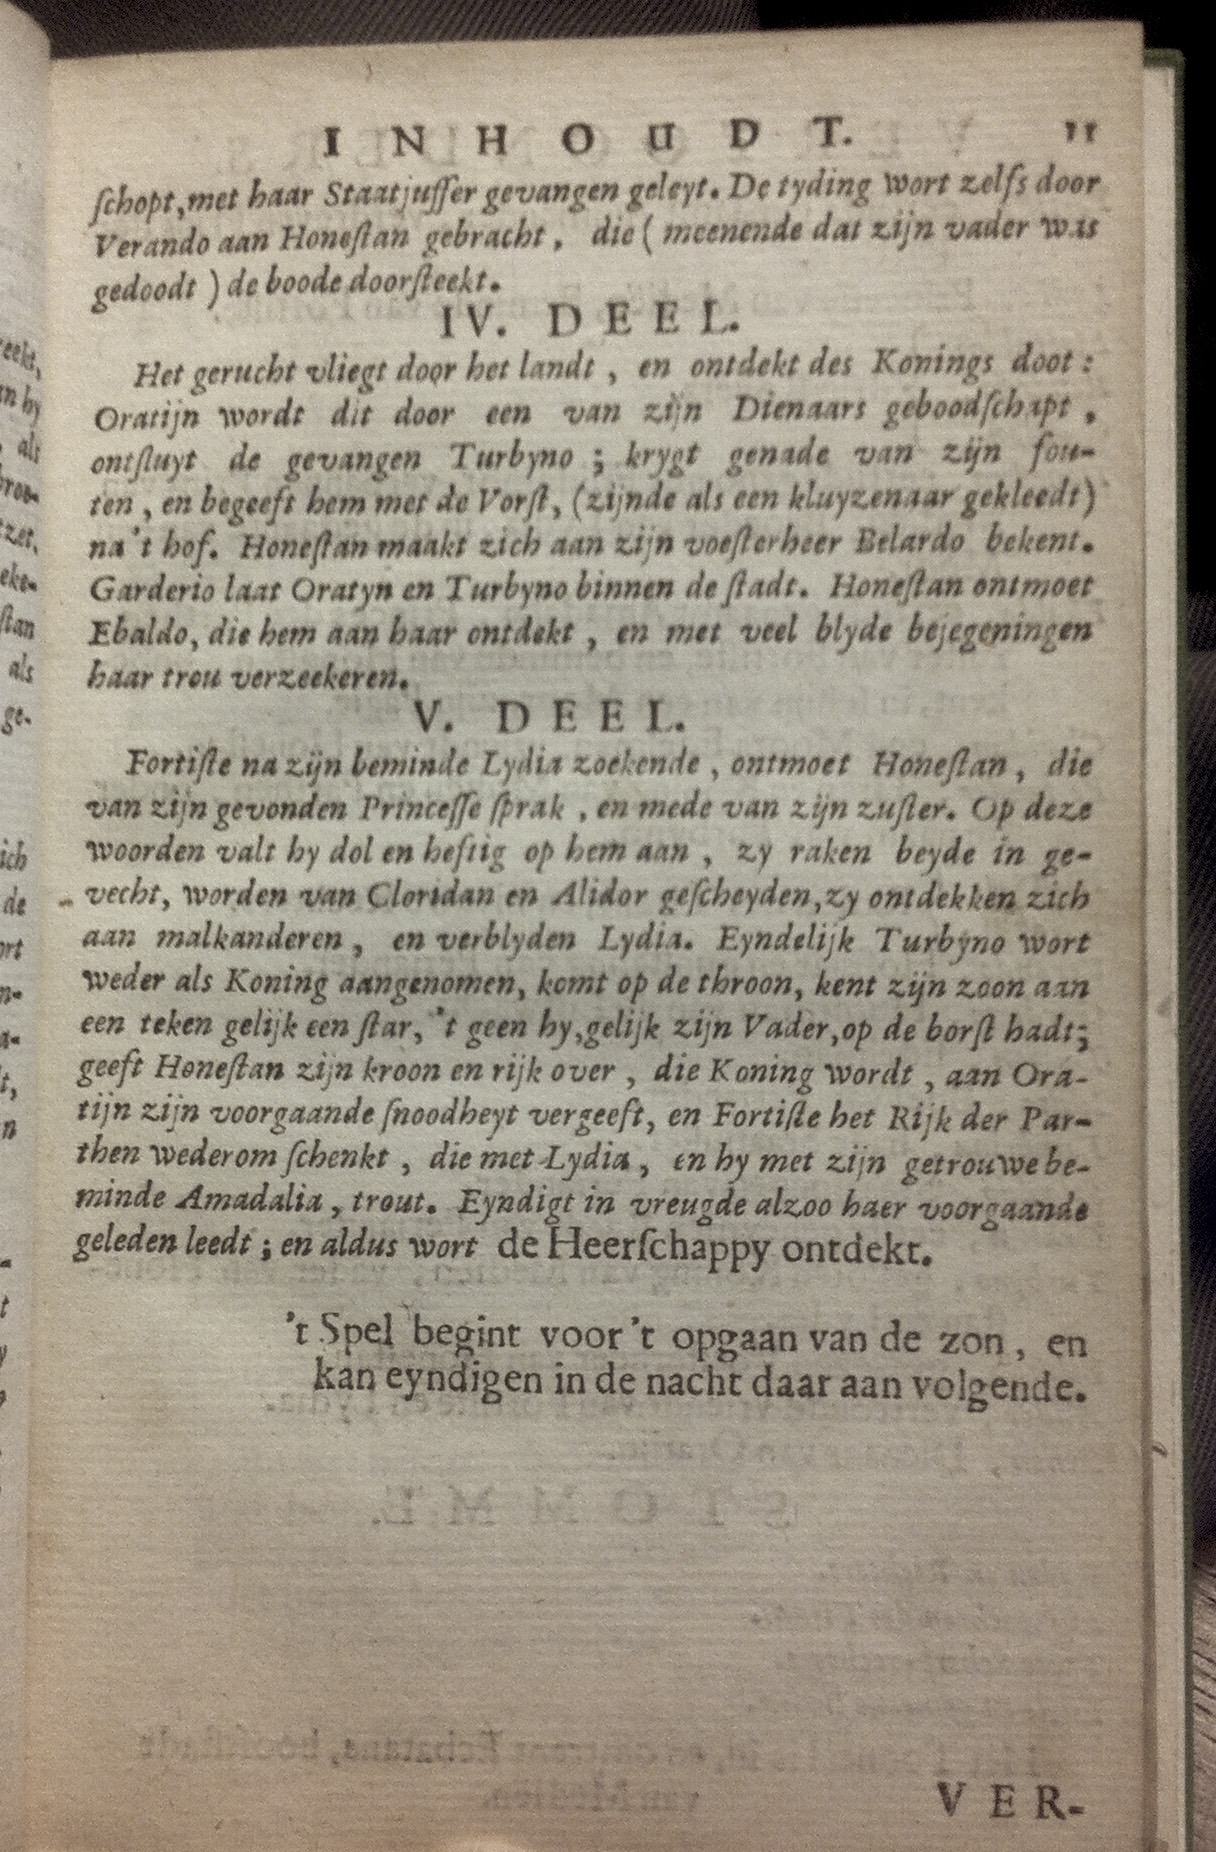 INHOUDT. 11
ſchopt, met haar Staatjuffer gevangen geleyt. De tyding wort zelfs door
Verando aan Honeſtan gebracht, die (meenende dat zijn vader was
gedoodt) de boode doorſteekt.
IV. DEEL.
Het gerucht vliegt door het landt, en ontdekt des Konings doot:
Oratijn wordt dit door een van zijn Dienaars geboodſchapt,
ontſluyt de gevangen Turbyno; krygt genade van zijn fou-
ten, en begeeft hem met de Vorſt, (zijnde als een kluyzenaar gekleedt)
na 't hof. Honeſtan maakt zich aan zijn voeſterheer Belardo bekent.
Garderio laat Oratyn en Turbyno binnen de ſtadt. Honeſtan ontmoet
Ebaldo, die hem aan haar ontdekt, en met veel blyde bejegeningen
haar trou verzeekeren.
V. DEEL.
Fortiſte na zijn beminde Lydia zoekende, ontmoet Honeſtan, die
van zijn gevonden Princeſſe ſprak, en mede van zijn zuſter. Op deze
woorden valt hy dol en heftig op hem aan, zy raken beyde in ge-
vecht, worden van Cloridan en Alidor geſcheyden, zy ontdekken zich
aan malkanderen, en verblyden Lydia. Eyndelijk Turbyno wort
weder als Koning aangenomen, komt op de throon, kent zijn zoon aan
een teken gelijk een ſtar, 't geen hy, gelijk zijn Vader, op de borſt hadt;
geeft Honeſtan zijn kroon en rijk over, die Koning wordt, aan Ora-
tijn zijn voorgaande ſnoodheyt vergeeft, en Fortiſte het Rijk der Par-
then wederom ſchenkt, die met Lydia, en hy met zijn getrouwe be-
minde Amadalia, trout. Eyndigt in vreugde alzoo haer voorgaande
geleden leedt; en aldus wort de Heerſchappy ontdekt.
't Spel begint voor 't opgaan van de zon, en
kan eyndigen in de nacht daar aan volgende.
VER-